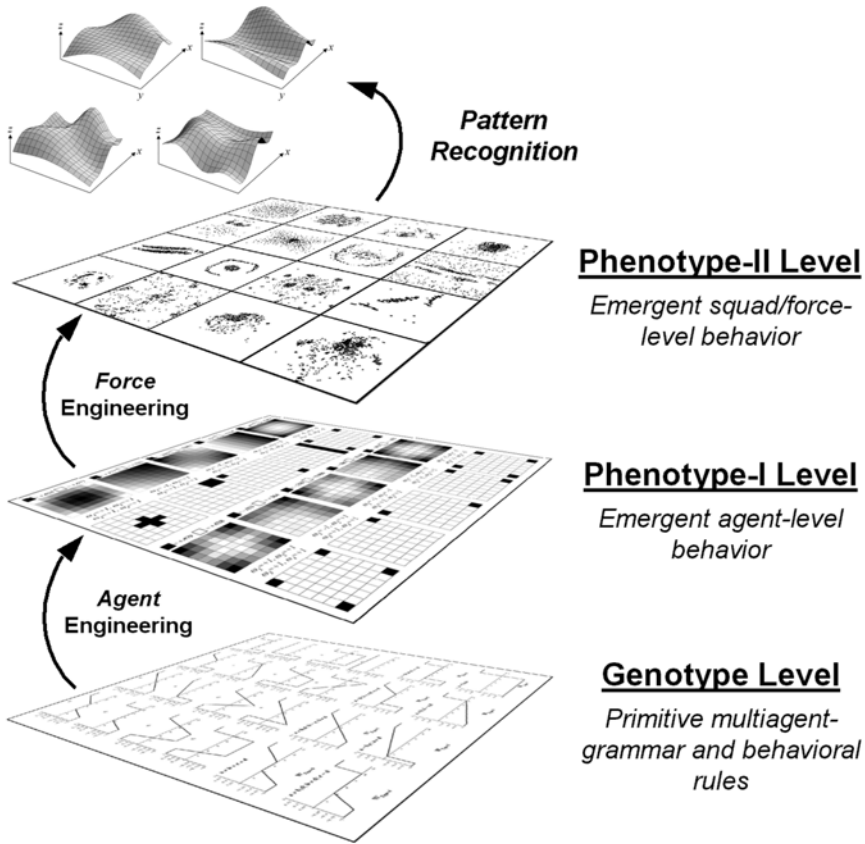 z
x
y
z
x
y
z
x
y
z
x
y
Pattern
Recognition
Phenotype-II Level
Emergent squad/force-
level behavior
Force
Engineering
Phenotype-I Level
Emergent agent-level
behavior
Agent
Engineering
Genotype Level
Primitive multiagent-
grammar and behavioral
rules